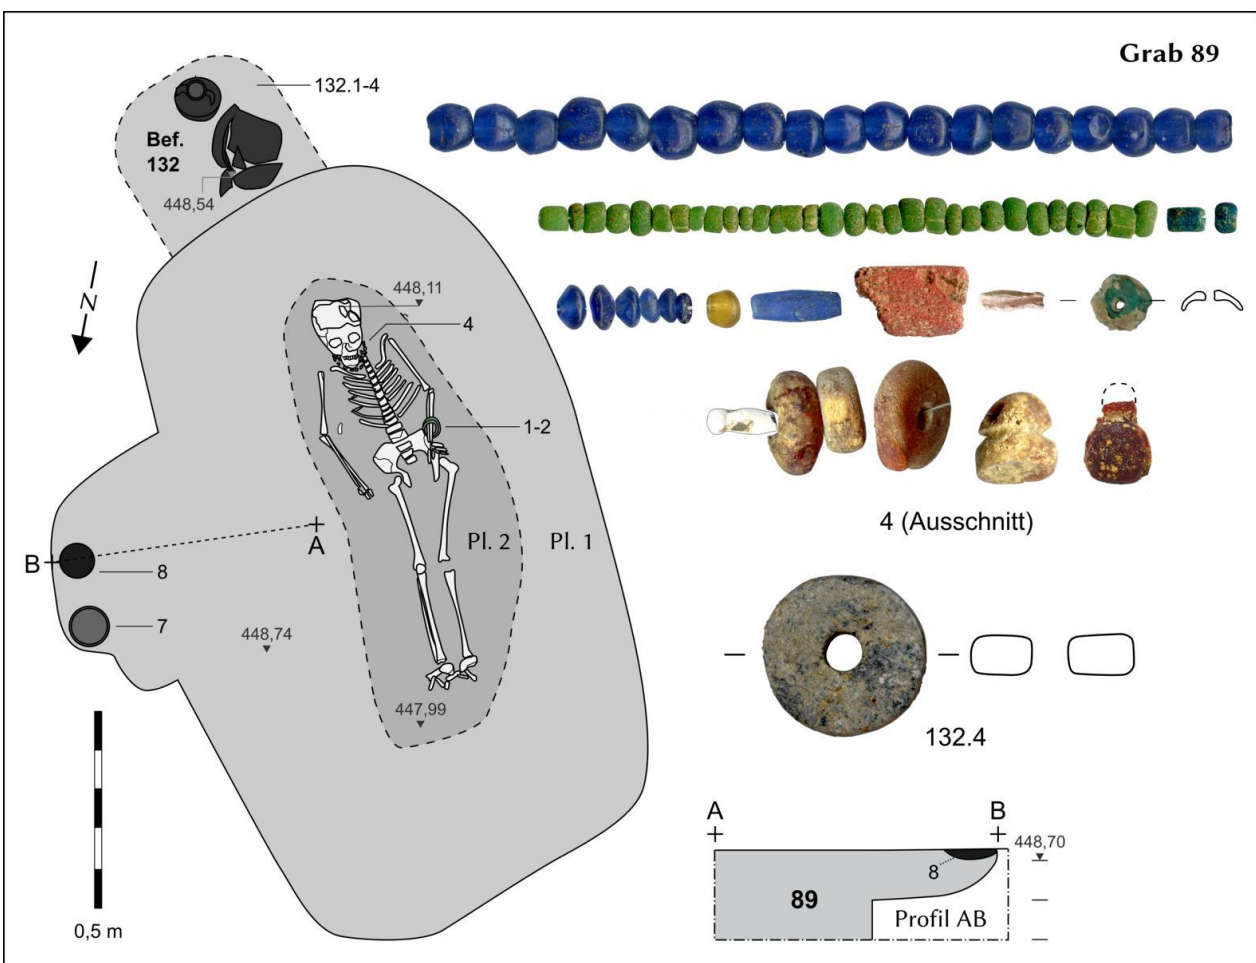 Grab 89
132.1-4
Bef.
132
448,54
N
448,11
4
1-2
4 (Ausschnitt)
A
Pl. 2
Pl. 1
B
8
7
448,74
447,99
132.4
0,5 m
A
B
448,70
8
89
Profil AB